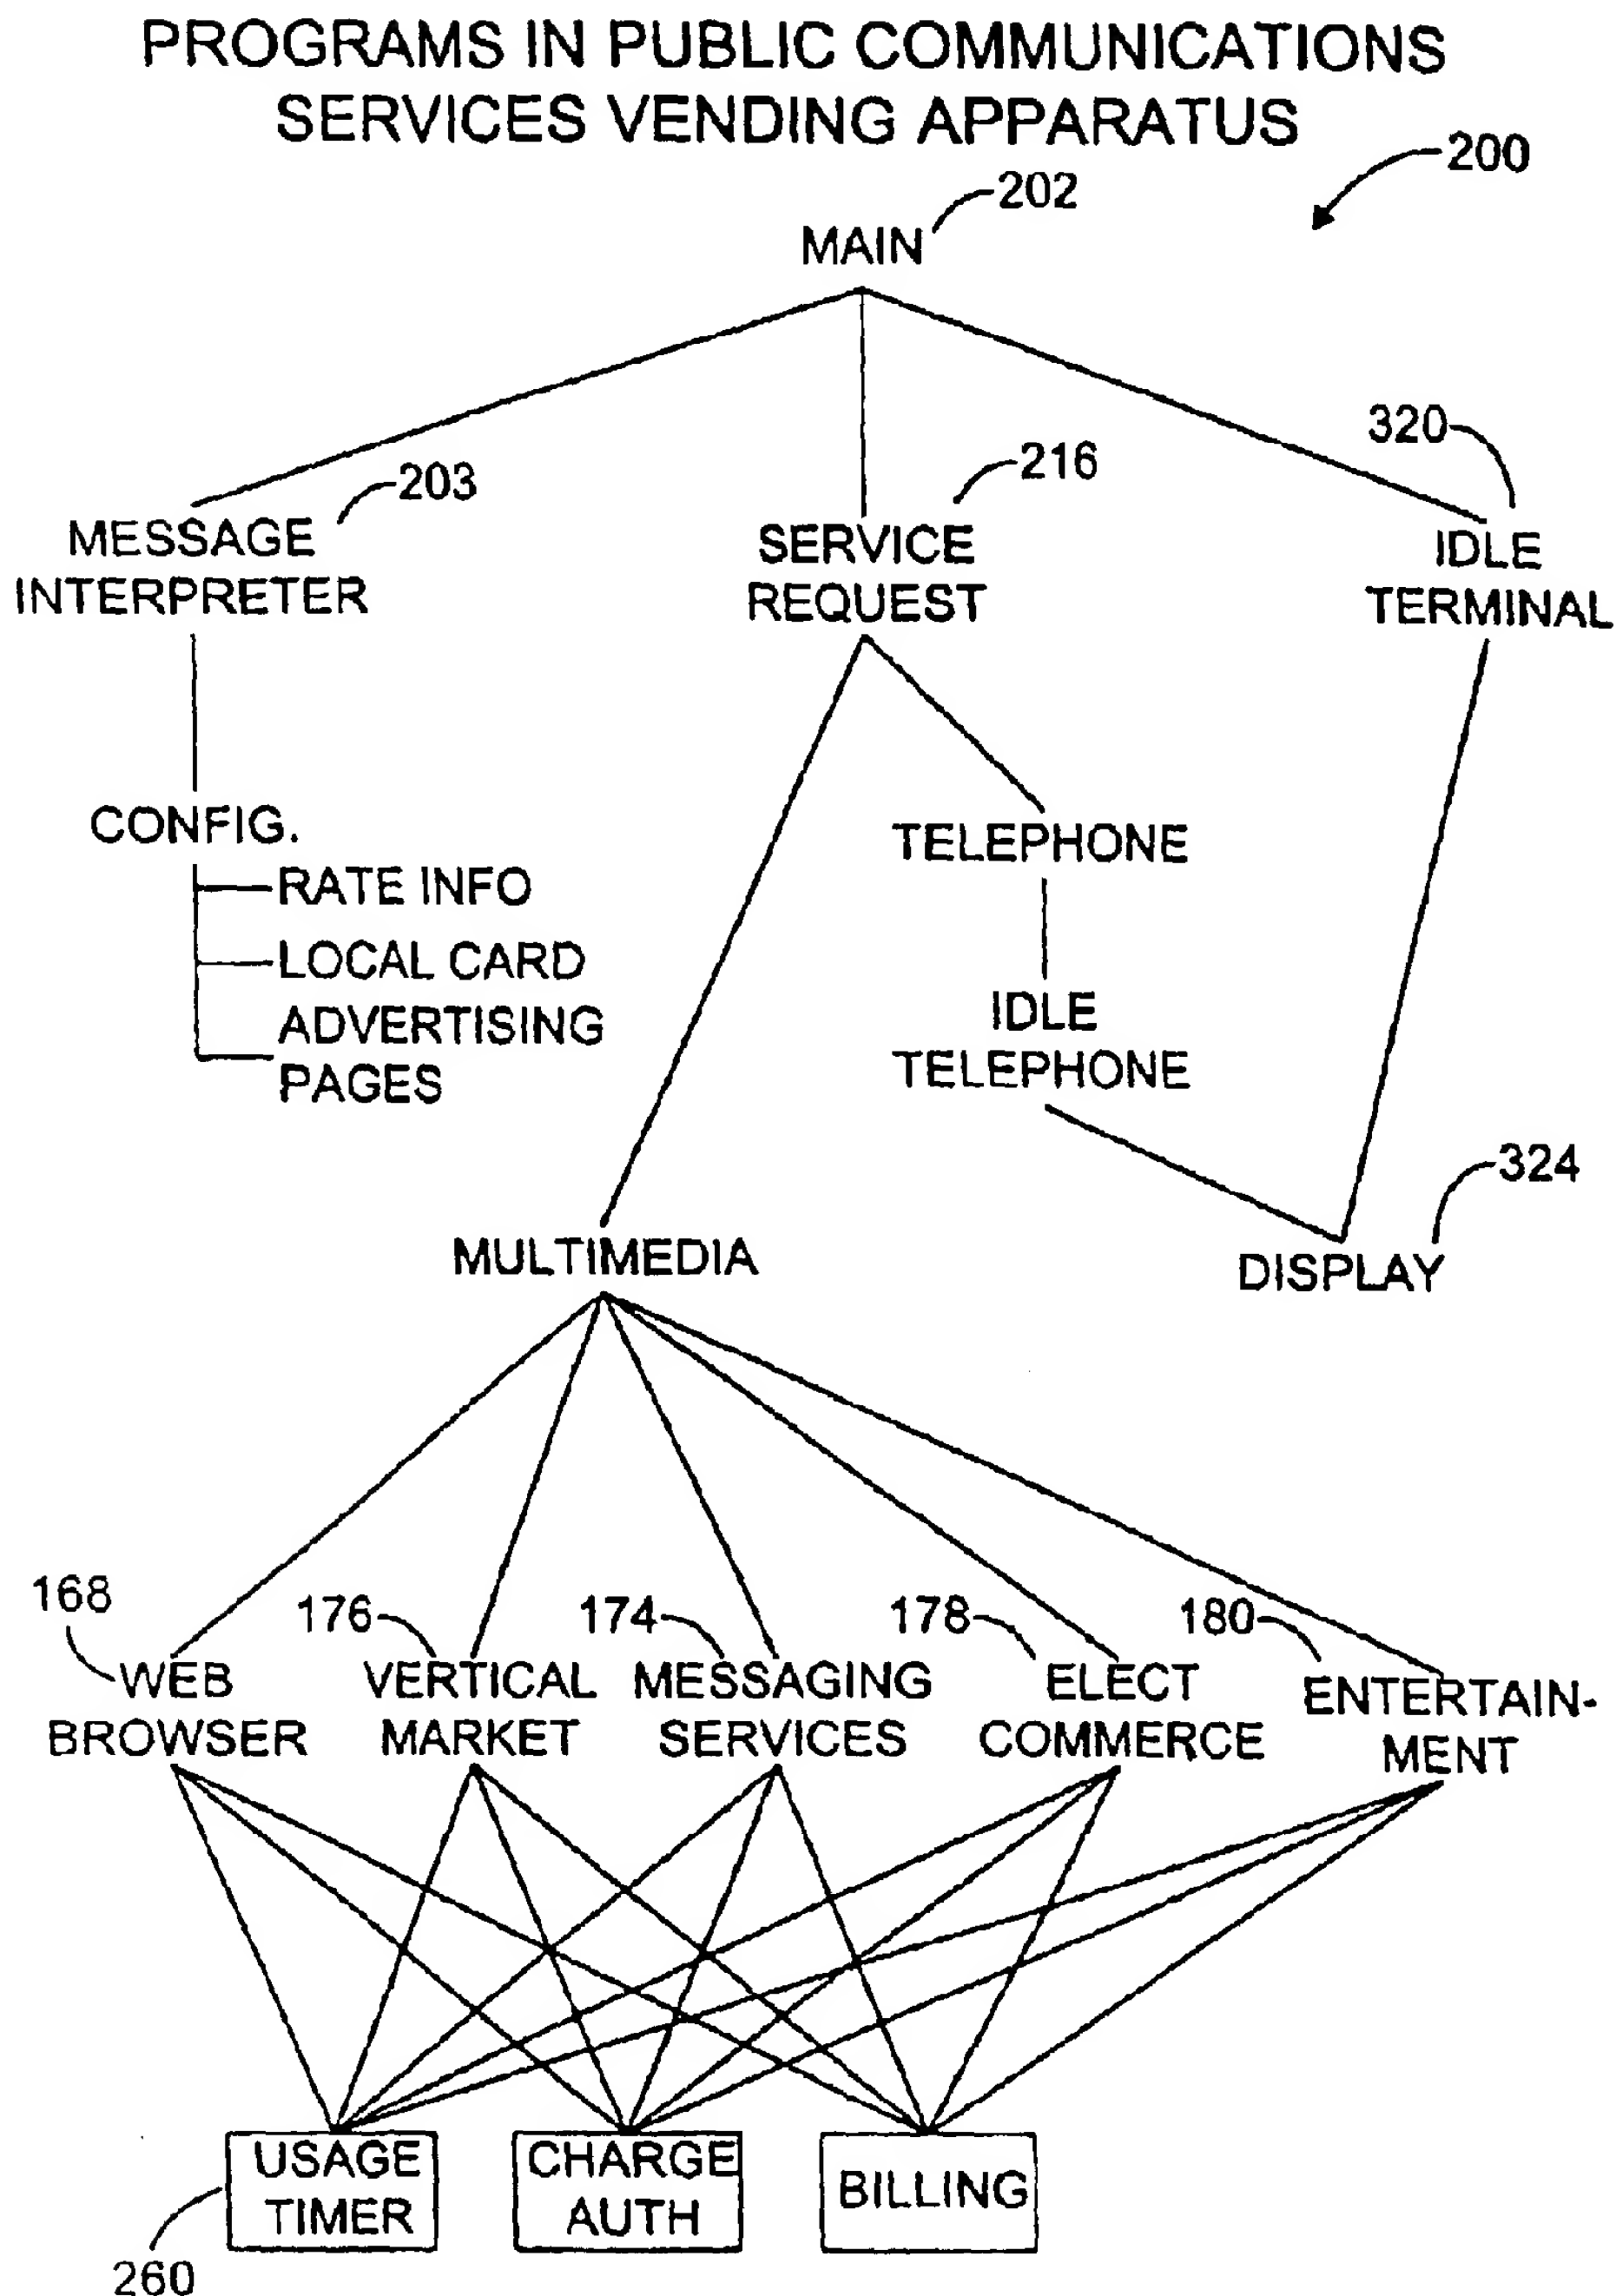 PROGRAMS IN PUBLIC COMMUNICATIONS
SERVICES VENDING APPARATUS
200
202
MAIN
320
203
216
MESSAGE
INTERPRETER
SERVICE
REQUEST
IDLE
TERMINAL
CONFIG.
RATE INFO
LOCAL CARD
ADVERTISING
PAGES
TELEPHONE
IDLE
TELEPHONE
324
MULTIMEDIA
DISPLAY
168
176
174
178
180
WEB
BROWSER
VERTICAL
MARKET
MESSAGING
SERVICES
ELECT
COMMERCE
ENTERTAIN-
MENT
USAGE
TIMER
CHARGE
AUTH
BILLING
260